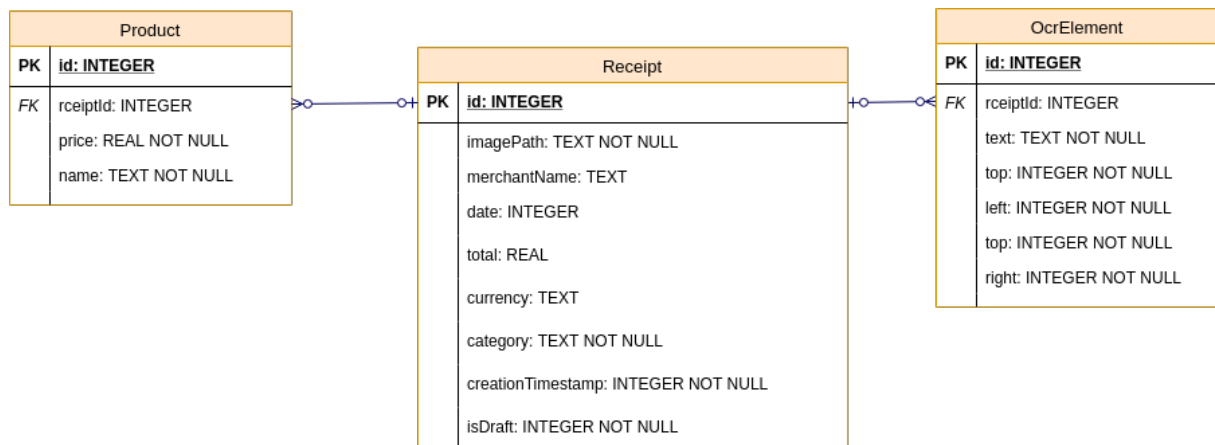 Product
PK id: INTEGER
FK rceiptId: INTEGER
price: REAL NOT NULL
name: TEXT NOT NULL
Receipt
PK id: INTEGER
imagePath: TEXT NOT NULL
merchantName: TEXT
date: INTEGER
total: REAL
currency: TEXT
category: TEXT NOT NULL
creationTimestamp: INTEGER NOT NULL
isDraft: INTEGER NOT NULL
OcrElement
PK id: INTEGER
FK rceiptId: INTEGER
text: TEXT NOT NULL
top: INTEGER NOT NULL
left: INTEGER NOT NULL
top: INTEGER NOT NULL
right: INTEGER NOT NULL